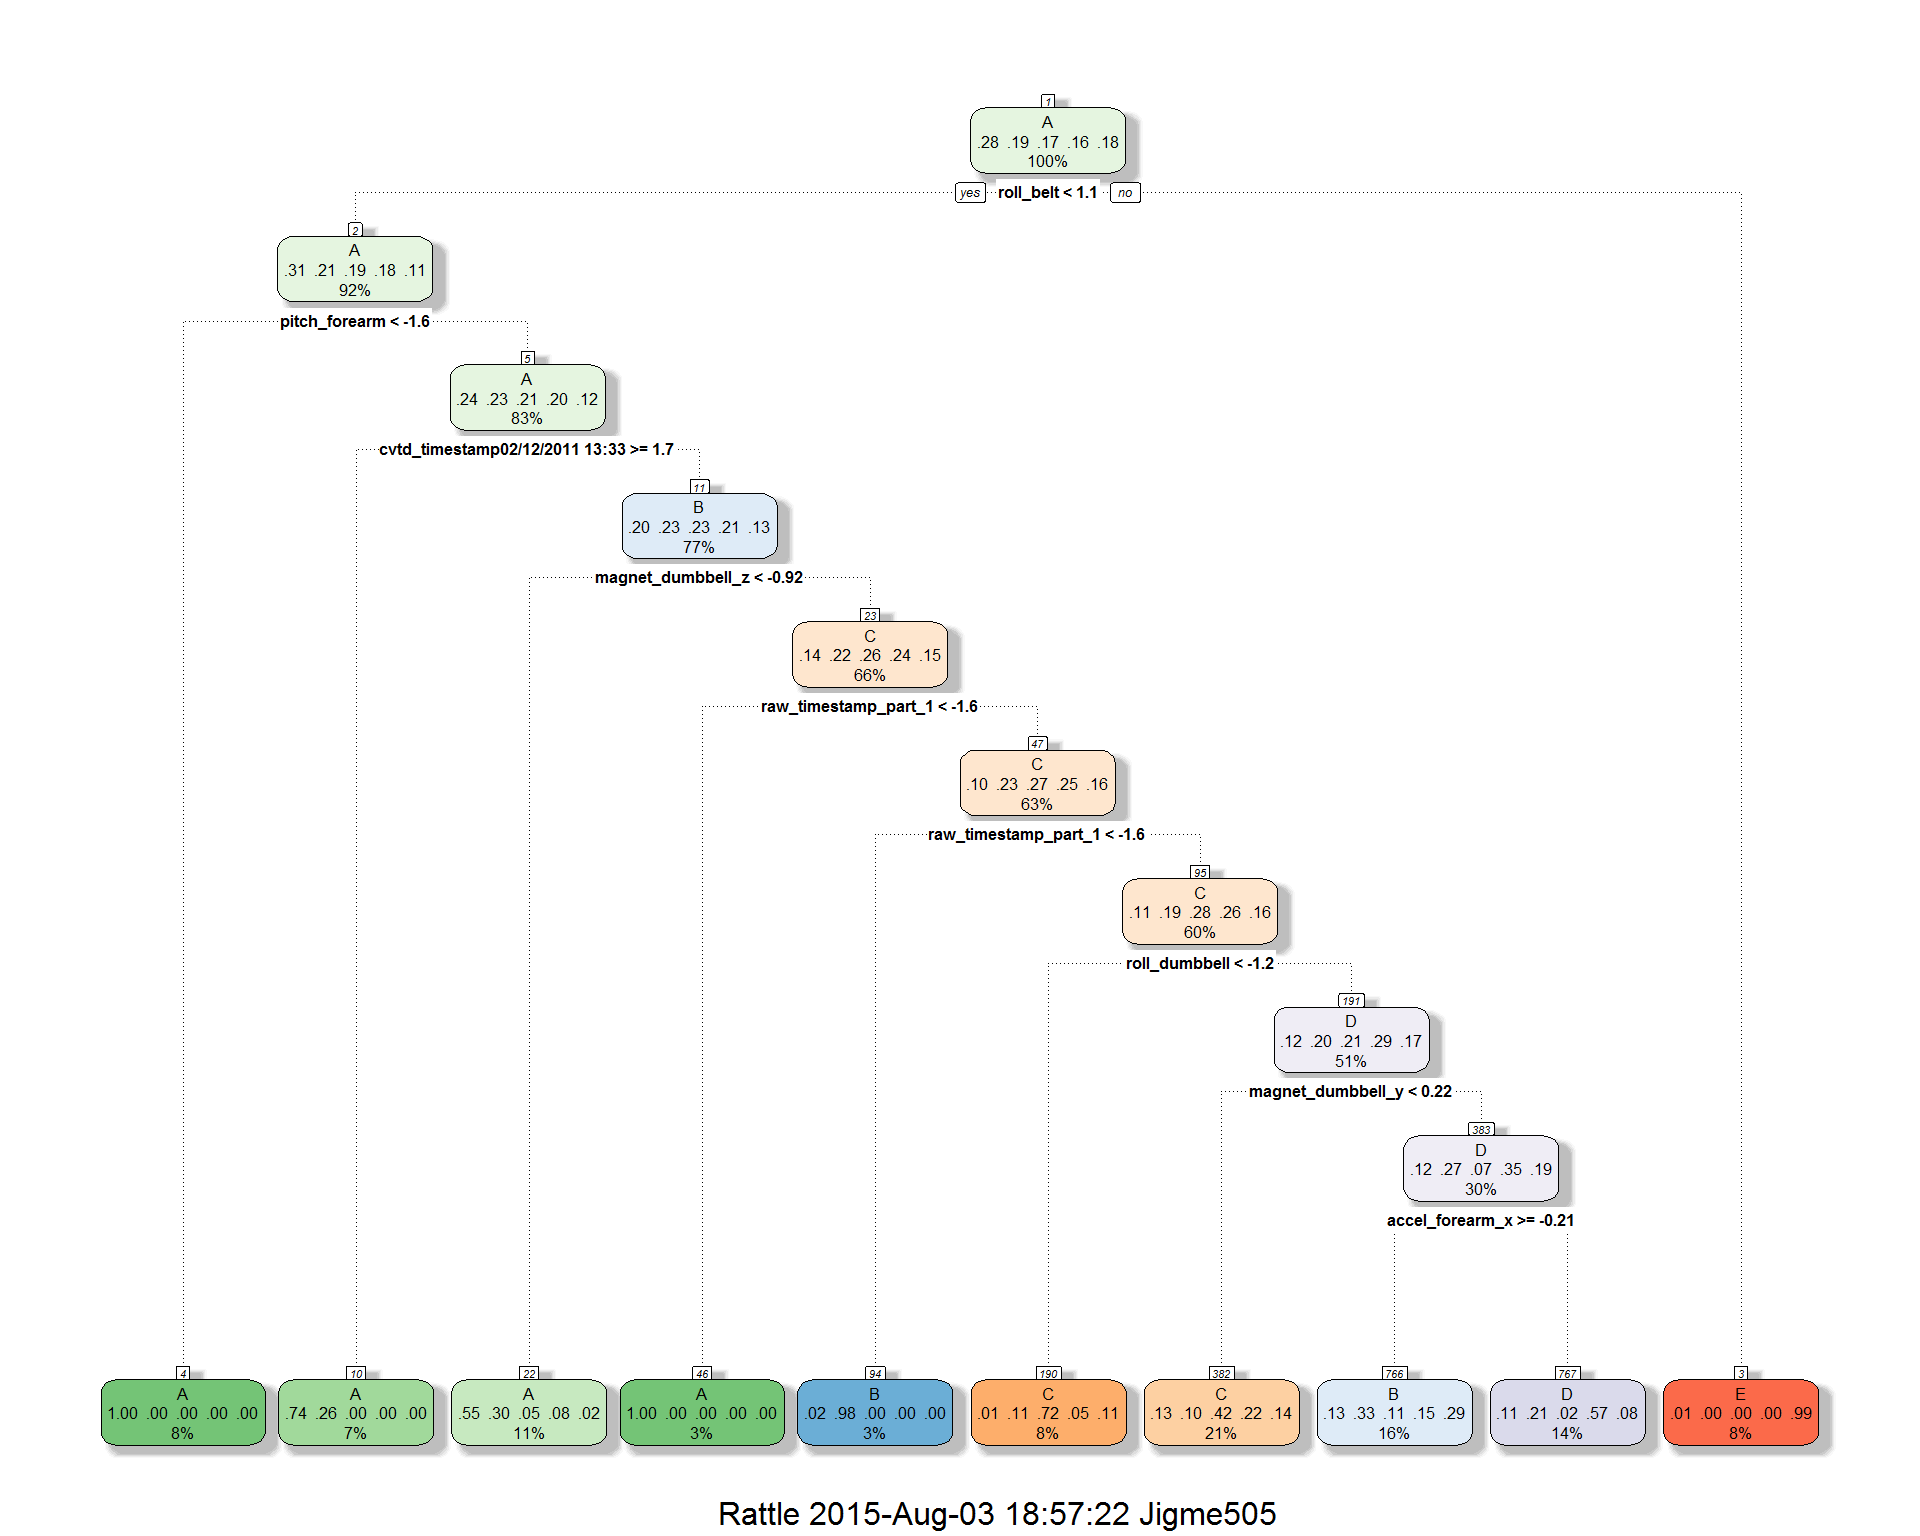 1
A
.28 .19 .17 .16 .18
100%
yes roll_belt < 1.1 no
2
A
.31 .21 .19 .18 .11
92%
pitch_forearm < -1.6
5
A
.24 .23 .21 .20 .12
83%
cvtd_timestamp02/12/2011 13:33 >= 1.7
11
B
.20 .23 .23 .21 .13
77%
magnet_dumbbell_z < -0.92
23
C
.14 .22 .26 .24 .15
66%
raw_timestamp_part_1 < -1.6
47
C
.10 .23 .27 .25 .16
63%
raw_timestamp_part_1 < -1.6
95
C
.11 .19 .28 .26 .16
60%
roll_dumbbell < -1.2
191
D
.12 .20 .21 .29 .17
51%
magnet_dumbbell_y < 0.22
383
D
.12 .27 .07 .35 .19
30%
accel_forearm_x >= -0.21
4
A
1.00 .00 .00 .00 .00
8%
10
A
.74 .26 .00 .00 .00
7%
22
A
.55 .30 .05 .08 .02
11%
46
A
1.00 .00 .00 .00 .00
3%
94
B
.02 .98 .00 .00 .00
3%
190
C
.01 .11 .72 .05 .11
8%
382
C
.13 .10 .42 .22 .14
21%
766
B
.13 .33 .11 .15 .29
16%
767
D
.11 .21 .02 .57 .08
14%
3
E
.01 .00 .00 .00 .99
8%
Rattle 2015-Aug-03 18:57:22 Jigme505